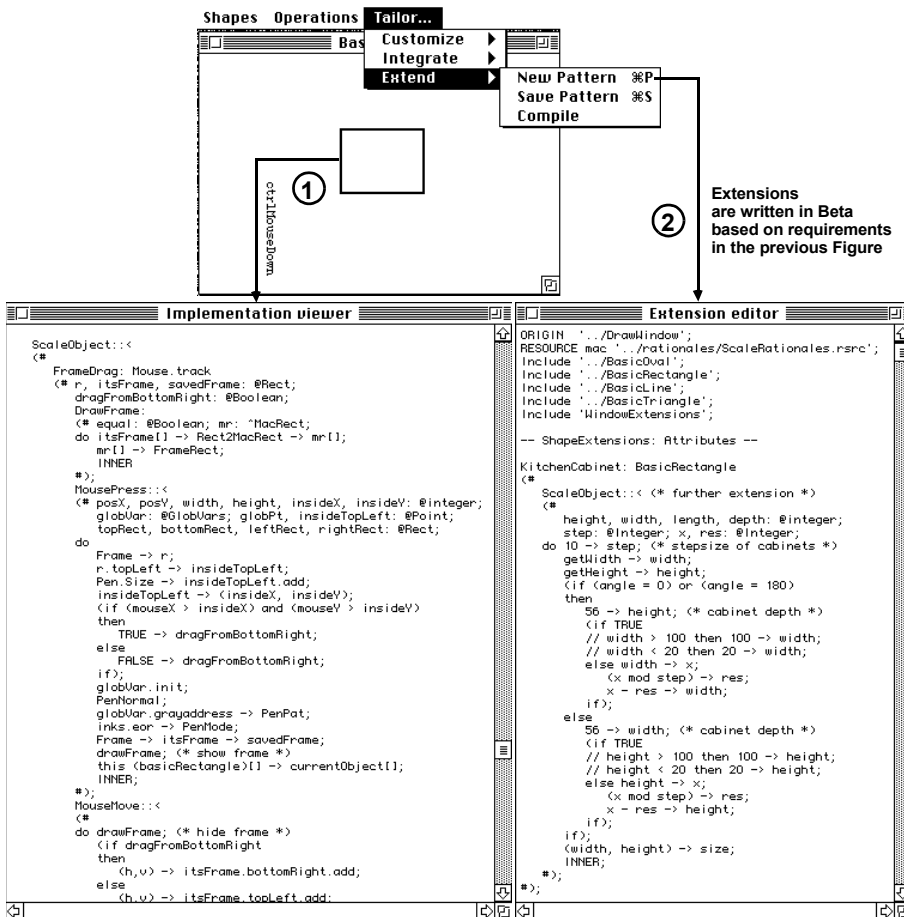 Shapes Operations Tailor...
Bas
Customize
Integrate
Extend
New Pattern ⌘P
Save Pattern ⌘S
Compile
1
ctrlMouseDown
2
Extensions
are written in Beta
based on requirements
in the previous Figure
Implementation viewer
ScaleObject::<
(#
FrameDrag: Mouse.track
(# r, itsFrame, savedFrame: @Rect;
dragFromBottomRight: @Boolean;
DrawFrame:
(# equal: @Boolean; mr: ^MacRect;
do itsFrame[] -> Rect2MacRect -> mr[];
mr[] -> FrameRect;
INNER
#);
MousePress::<
(# posX, posY, width, height, insideX, insideY: @integer;
globVar: @GlobVars; globPt, insideTopLeft: @Point;
topRect, bottomRect, leftRect, rightRect: @Rect;
do
Frame -> r;
r.topLeft -> insideTopLeft;
Pen.Size -> insideTopLeft.add;
insideTopLeft -> (insideX, insideY);
(if (mouseX > insideX) and (mouseY > insideY)
then
TRUE -> dragFromBottomRight;
else
FALSE -> dragFromBottomRight;
if);
globVar.init;
PenNormal;
globVar.grayaddress -> PenPat;
inks.eor -> PenMode;
Frame -> itsFrame -> savedFrame;
drawFrame; (* show frame *)
this (basicRectangle)[] -> currentObject[];
INNER;
#);
MouseMove::<
(#
do drawFrame; (* hide frame *)
(if dragFromBottomRight
then
(h,v) -> itsFrame.bottomRight.add;
else
(h,v) -> itsFrame.topLeft.add;
Extension editor
ORIGIN '../DrawWindow';
RESOURCE mac '../rationales/ScaleRationales.rsrc';
Include '../BasicOval';
Include '../BasicRectangle';
Include '../BasicLine';
Include '../BasicTriangle';
Include 'WindowExtensions';
-- ShapeExtensions: Attributes --
KitchenCabinet: BasicRectangle
(#
ScaleObject::< (* further extension *)
(#
height, width, length, depth: @integer;
step: @Integer; x, res: @Integer;
do 10 -> step; (* stepsize of cabinets *)
getWidth -> width;
getHeight -> height;
(if (angle = 0) or (angle = 180)
then
56 -> height; (* cabinet depth *)
(if TRUE
// width > 100 then 100 -> width;
// width < 20 then 20 -> width;
else width -> x;
(x mod step) -> res;
x - res -> width;
if);
else
56 -> width; (* cabinet depth *)
(if TRUE
// height > 100 then 100 -> height;
// height < 20 then 20 -> height;
else height -> x;
(x mod step) -> res;
x - res -> height;
if);
if);
(width, height) -> size;
INNER;
#);
#);